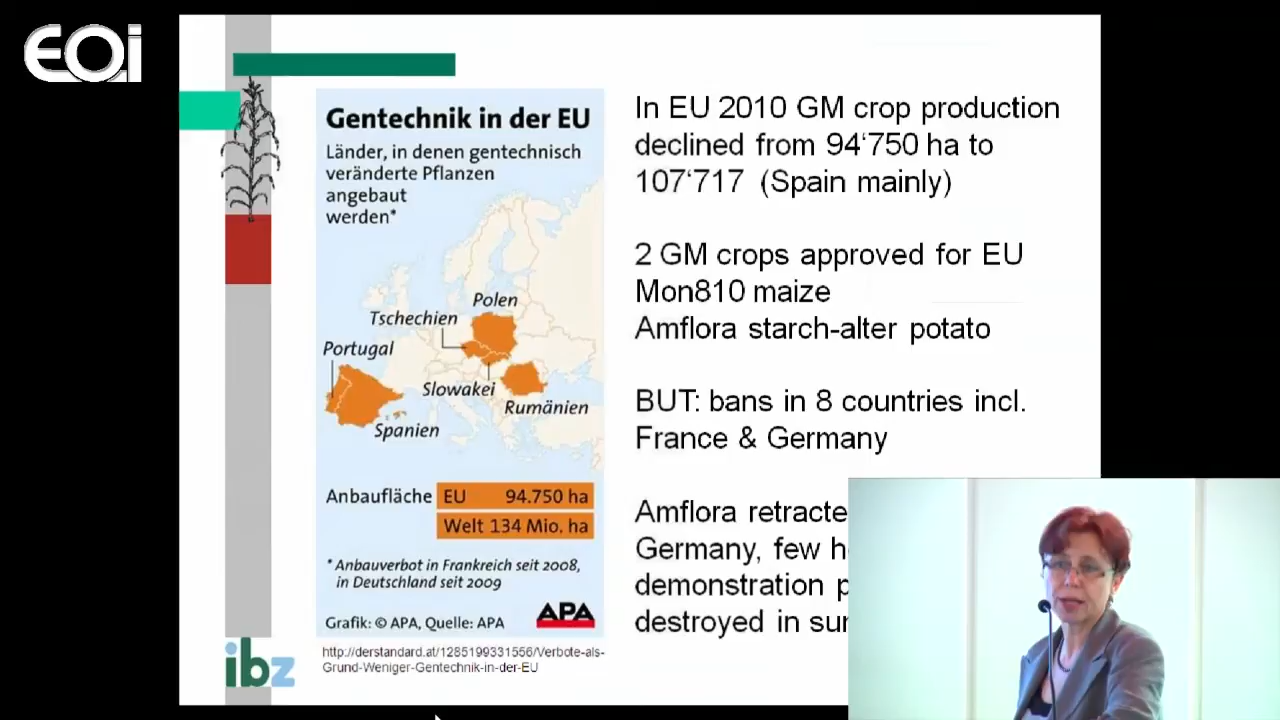 EOi
Gentechnik in der EU
Länder, in denen gentechnisch
veränderte Pflanzen
angebaut
werden*
Polen
Tschechien
Portugal
Slowakei
Rumänien
Spanien
Anbaufläche EU 94.750 ha
Welt 134 Mio. ha
* Anbauverbot in Frankreich seit 2008,
in Deutschland seit 2009
Grafik: © APA, Quelle: APA
APA
ibz
http://derstandard.at/1285199331556/Verbote-als-
Grund-Weniger-Gentechnik-in-der-EU
In EU 2010 GM crop production
declined from 94‘750 ha to
107‘717 (Spain mainly)
2 GM crops approved for EU
Mon810 maize
Amflora starch-alter potato
BUT: bans in 8 countries incl.
France & Germany
Amflora
Germany, few
demonstration
destroyed in